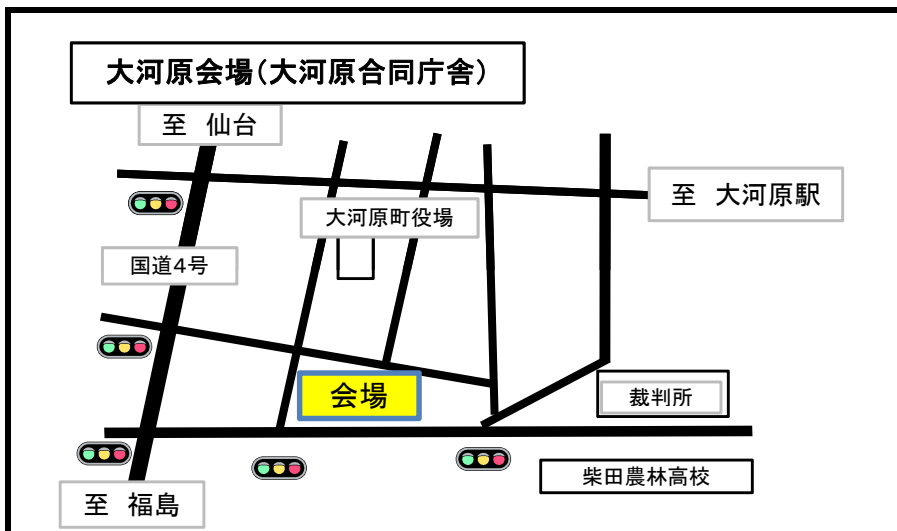 大河原会場(大河原合同庁舎)
至 仙台
至 大河原駅
大河原町役場
国道4号
会場
裁判所
柴田農林高校
至 福島